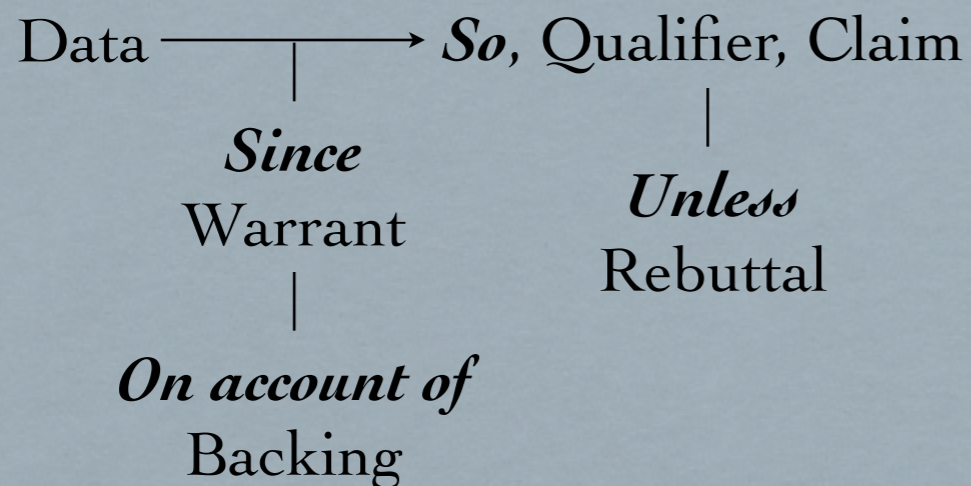 Data So, Qualifier, Claim
Since
Warrant
Unless
Rebuttal
On account of
Backing